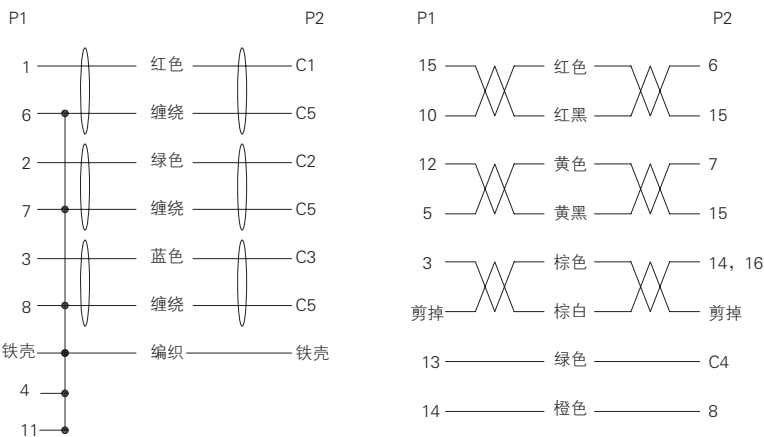 P1 P2
1 红色 C1
6 缠绕 C5
2 绿色 C2
7 缠绕 C5
3 蓝色 C3
8 缠绕 C5
铁壳 编织 铁壳
4
11
P1 P2
15 红色 6
10 红黑 15
12 黄色 7
5 黄黑 15
3 棕色 14，16
剪掉 棕白 剪掉
13 绿色 C4
14 橙色 8